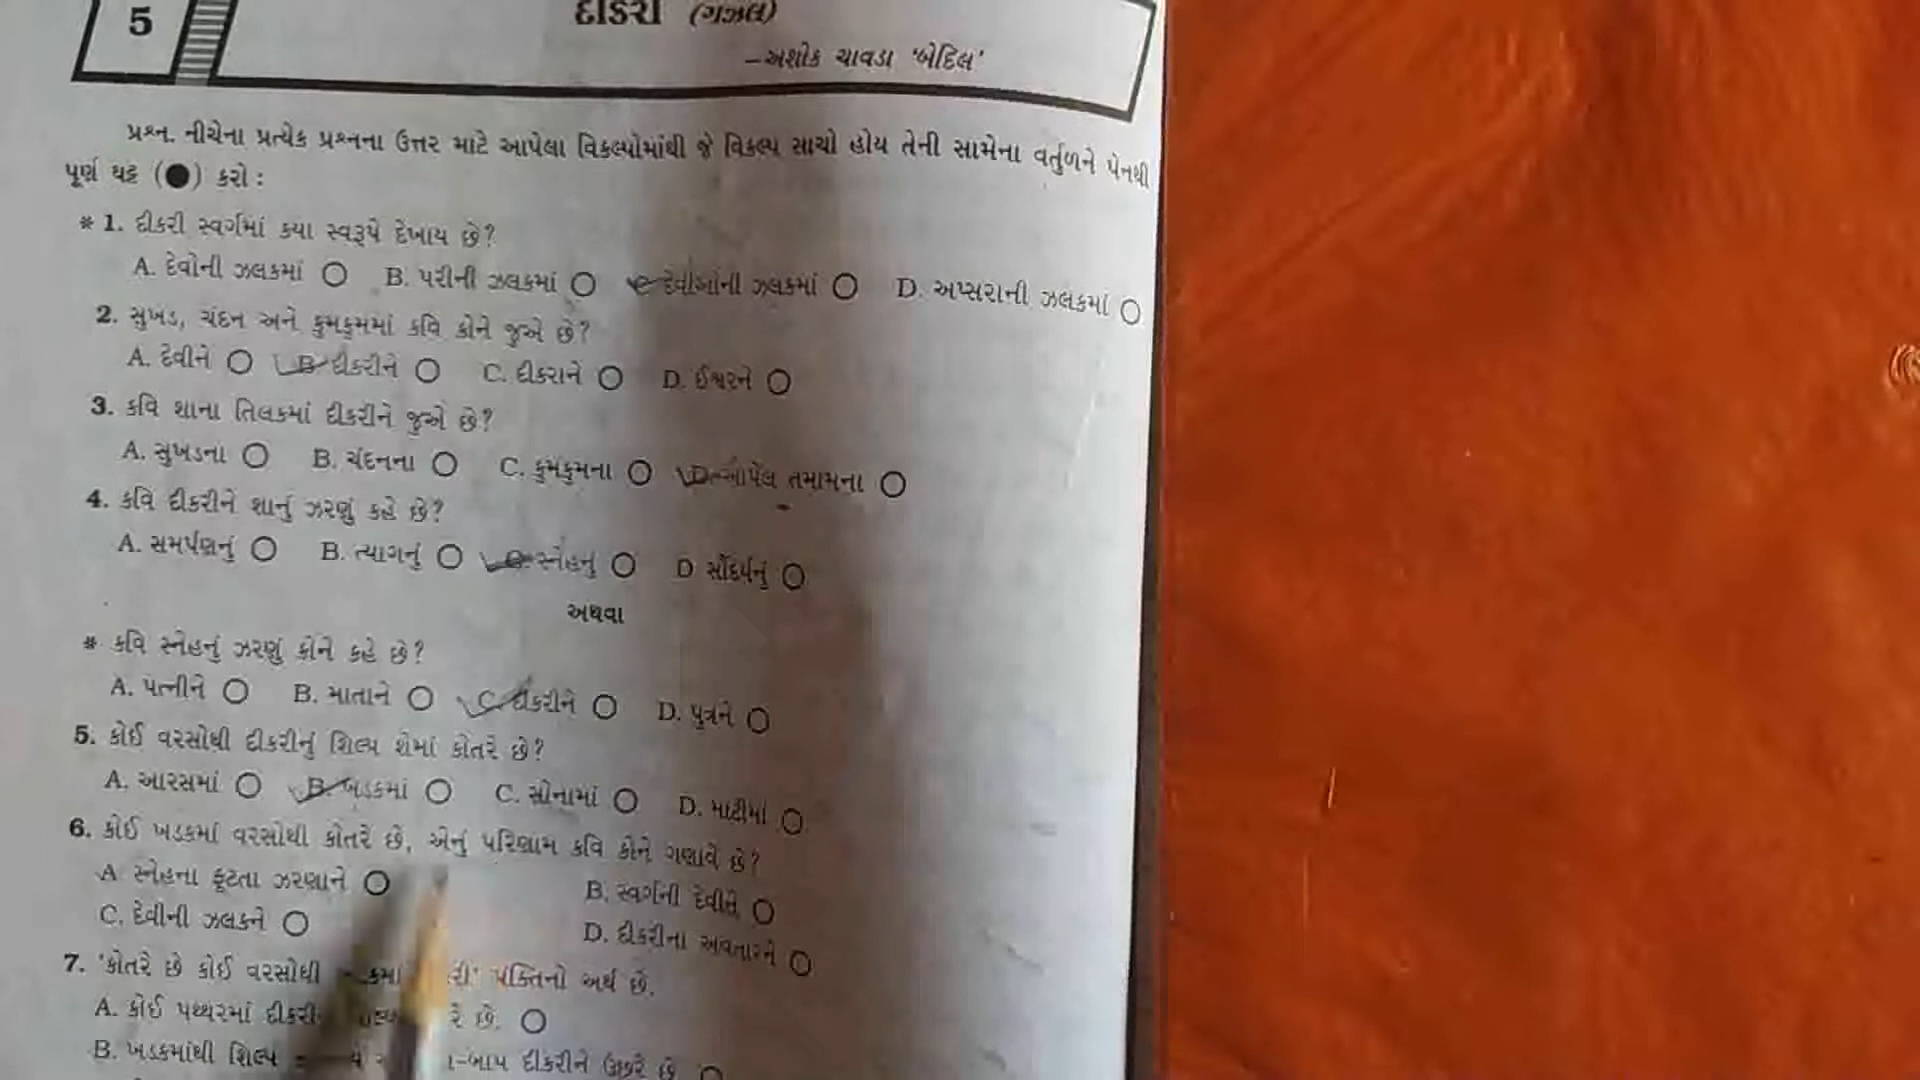 5
દીકરી (ગઝલ)
–અશોક ચાવડા 'બેદિલ'
પ્રશ્ન. નીચેના પ્રત્યેક પ્રશ્નના ઉત્તર માટે આપેલા વિકલ્પોમાંથી જે વિકલ્પ સાચો હોય તેની સામેના વર્તુળને પેનથી
પૂર્ણ ઘટ્ટ (●) કરો :
* 1. દીકરી સ્વર્ગમાં કયા સ્વરૂપે દેખાય છે?
A. દેવોની ઝલકમાં ○ B. પરીની ઝલકમાં ○ C. દેવીઓની ઝલકમાં ○ D. અપ્સરાની ઝલકમાં ○
2. સુખડ, ચંદન અને કુમકુમમાં કવિ કોને જુએ છે?
A. દેવીને ○ B. દીકરીને ○ C. દીકરાને ○ D. ઈશ્વરને ○
3. કવિ શાના તિલકમાં દીકરીને જુએ છે?
A. સુખડના ○ B. ચંદનના ○ C. કુમકુમના ○ D. આપેલ તમામના ○
4. કવિ દીકરીને શાનું ઝરણું કહે છે?
A. સમર્પણનું ○ B. ત્યાગનું ○ C. સ્નેહનું ○ D સૌંદર્યનું ○
અથવા
* કવિ સ્નેહનું ઝરણું કોને કહે છે?
A. પત્નીને ○ B. માતાને ○ C. દીકરીને ○ D. પુત્રને ○
5. કોઈ વરસોથી દીકરીનું શિલ્પ શેમાં કોતરે છે?
A. આરસમાં ○ B. ખડકમાં ○ C. સોનામાં ○ D. માટીમાં ○
6. કોઈ ખડકમાં વરસોથી કોતરે છે, એનું પરિણામ કવિ કોને ગણાવે છે?
A સ્નેહના ફૂટતા ઝરણાને ○ B. સ્વર્ગની દેવીને ○
C. દેવીની ઝલકને ○ D. દીકરીના અવતારને ○
7. 'કોતરે છે કોઈ વરસોથી પંક્તિનો અર્થ છે.
A. કોઈ પથ્થરમાં છે. ○
B. ખડકમાંથી શિલ્પ દીકરીને ઉછેરે છે ○